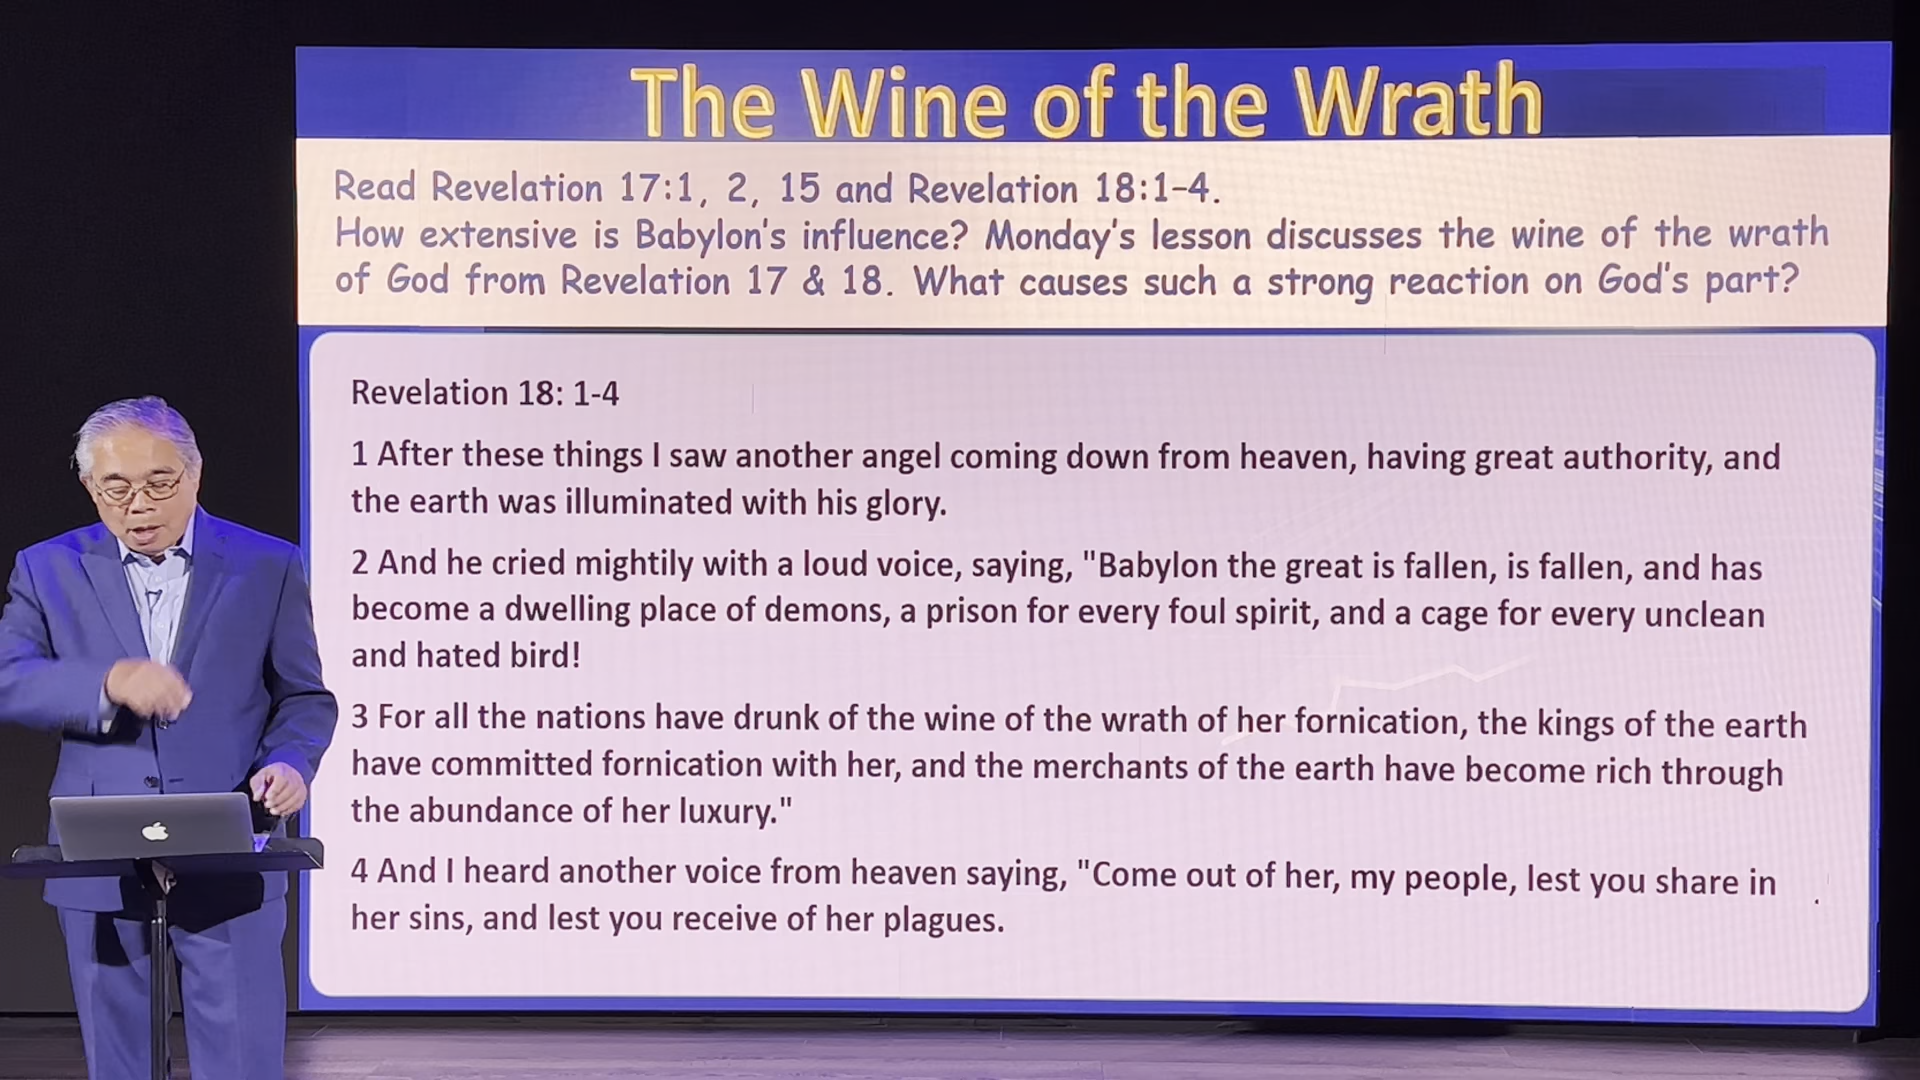 The Wine of the Wrath
Read Revelation 17:1, 2, 15 and Revelation 18:1-4.
How extensive is Babylon's influence? Monday's lesson discusses the wine of the wrath
of God from Revelation 17 & 18. What causes such a strong reaction on God's part?
Revelation 18: 1-4
1 After these things I saw another angel coming down from heaven, having great authority, and
the earth was illuminated with his glory.
2 And he cried mightily with a loud voice, saying, "Babylon the great is fallen, is fallen, and has
become a dwelling place of demons, a prison for every foul spirit, and a cage for every unclean
and hated bird!
3 For all the nations have drunk of the wine of the wrath of her fornication, the kings of the earth
have committed fornication with her, and the merchants of the earth have become rich through
the abundance of her luxury."
4 And I heard another voice from heaven saying, "Come out of her, my people, lest you share in
her sins, and lest you receive of her plagues.